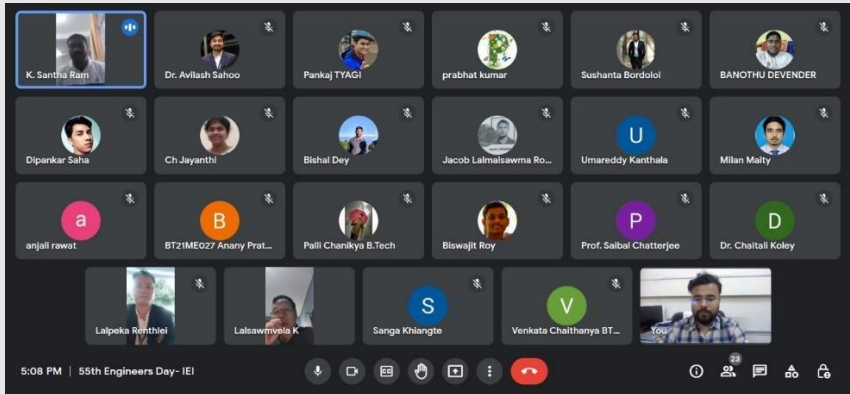 K. Santha Ram
Dr. Avilash Sahoo
Pankaj TYAGI
prabhat kumar
Sushanta Bordoloi
BANOTHU DEVENDER
Dipankar Saha
Ch Jayanthi
Bishal Dey
Jacob Lalmalsawma Ro...
U
Umareddy Kanthala
Milan Maity
a
anjali rawat
B
BT21ME027 Anany Prat...
Palli Chanikya B.Tech
Biswajit Roy
P
Prof. Saibal Chatterjee
D
Dr. Chaitali Koley
Lalpeka Renthlei
Lalsawmvela K
S
Sanga Khiangte
V
Venkata Chaithanya BT...
You
5:08 PM | 55th Engineers Day- IEI
CC
23